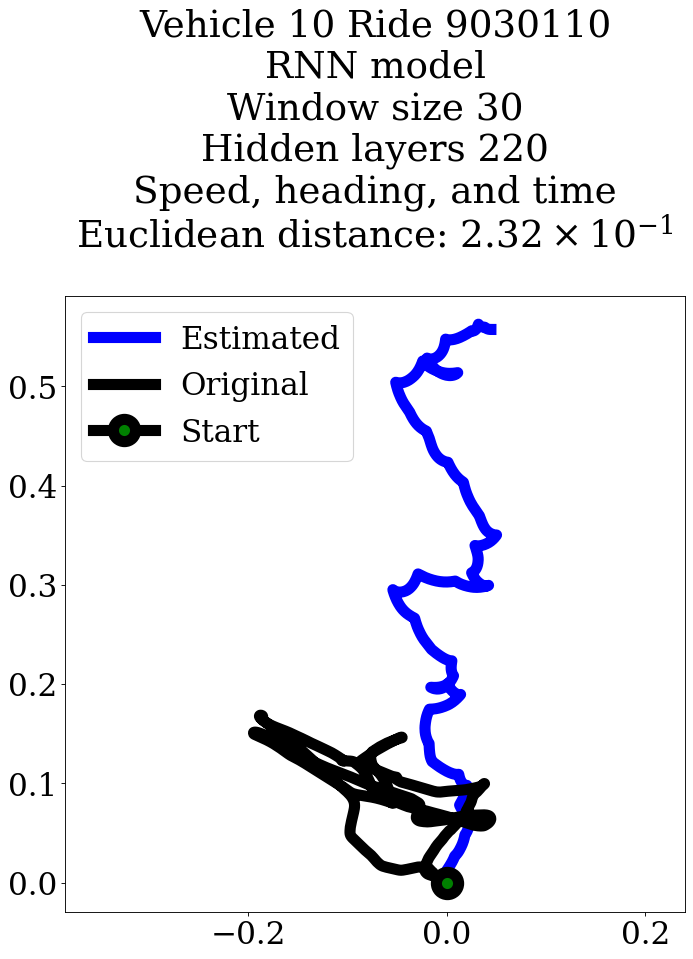 Vehicle 10 Ride 9030110
RNN model
Window size 30
Hidden layers 220
Speed, heading, and time
Euclidean distance: 2.32 × 10⁻¹
Estimated
Original
Start
0.5
0.4
0.3
0.2
0.1
0.0
−0.2
0.0
0.2